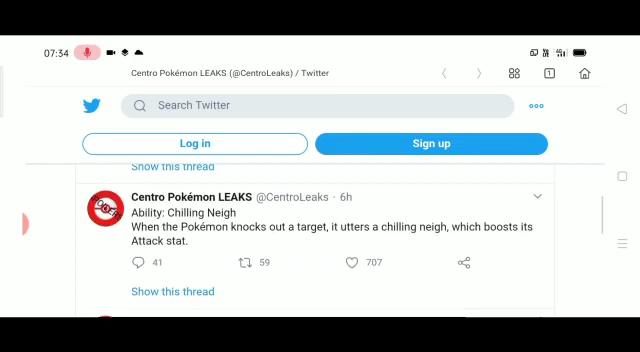 07:34
Centro Pokémon LEAKS (@CentroLeaks) / Twitter
1
Search Twitter
Log in
Sign up
Show this thread
Centro Pokémon LEAKS @CentroLeaks · 6h
Ability: Chilling Neigh
When the Pokémon knocks out a target, it utters a chilling neigh, which boosts its
Attack stat.
41 59 707
Show this thread